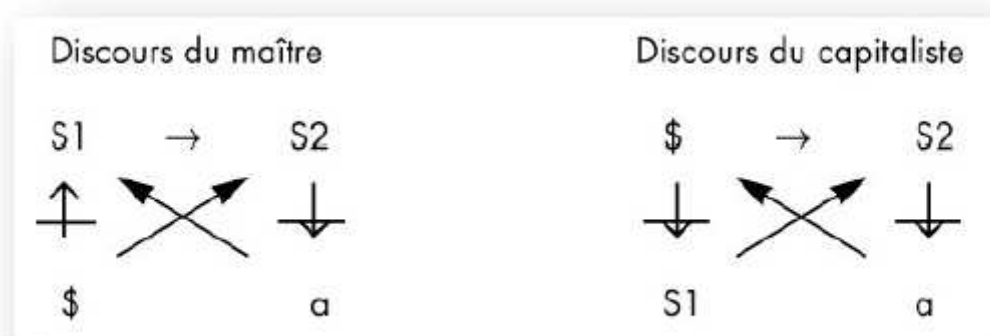 Discours du maître Discours du capitaliste
S1 → S2 $ → S2
$ a S1 a